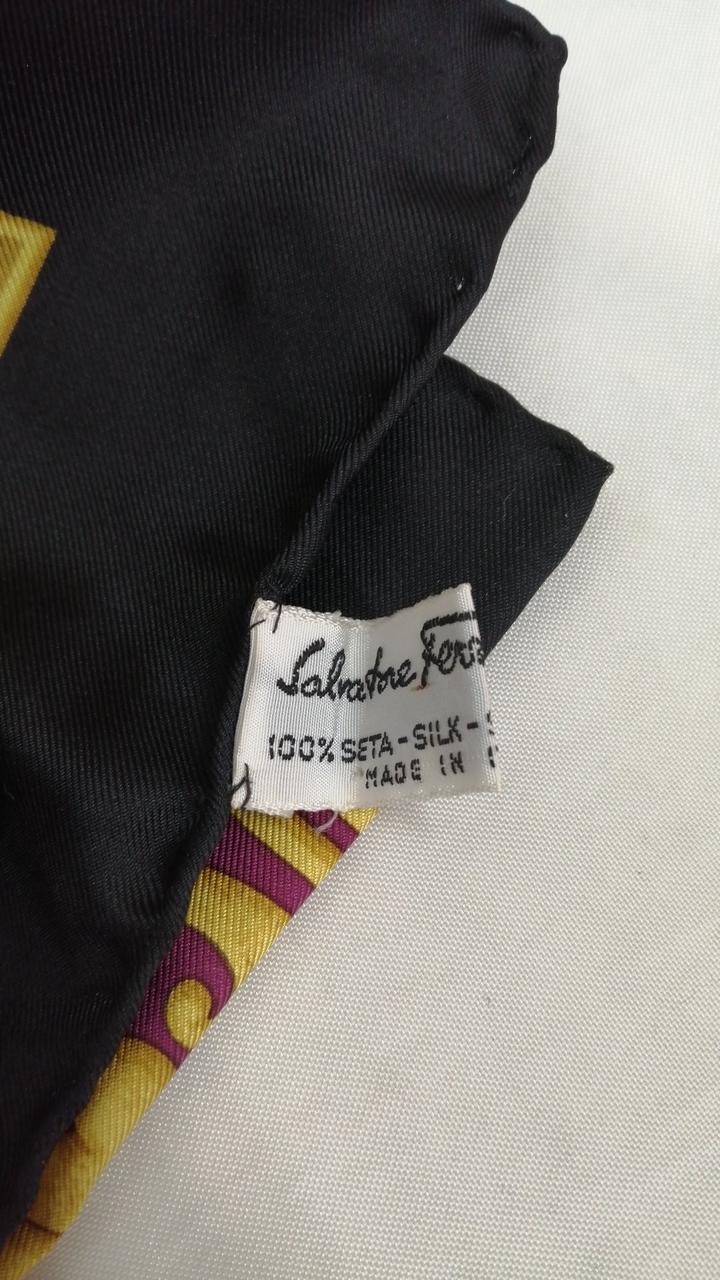 Salvatore Ferra
100% SETA - SILK -
MADE IN